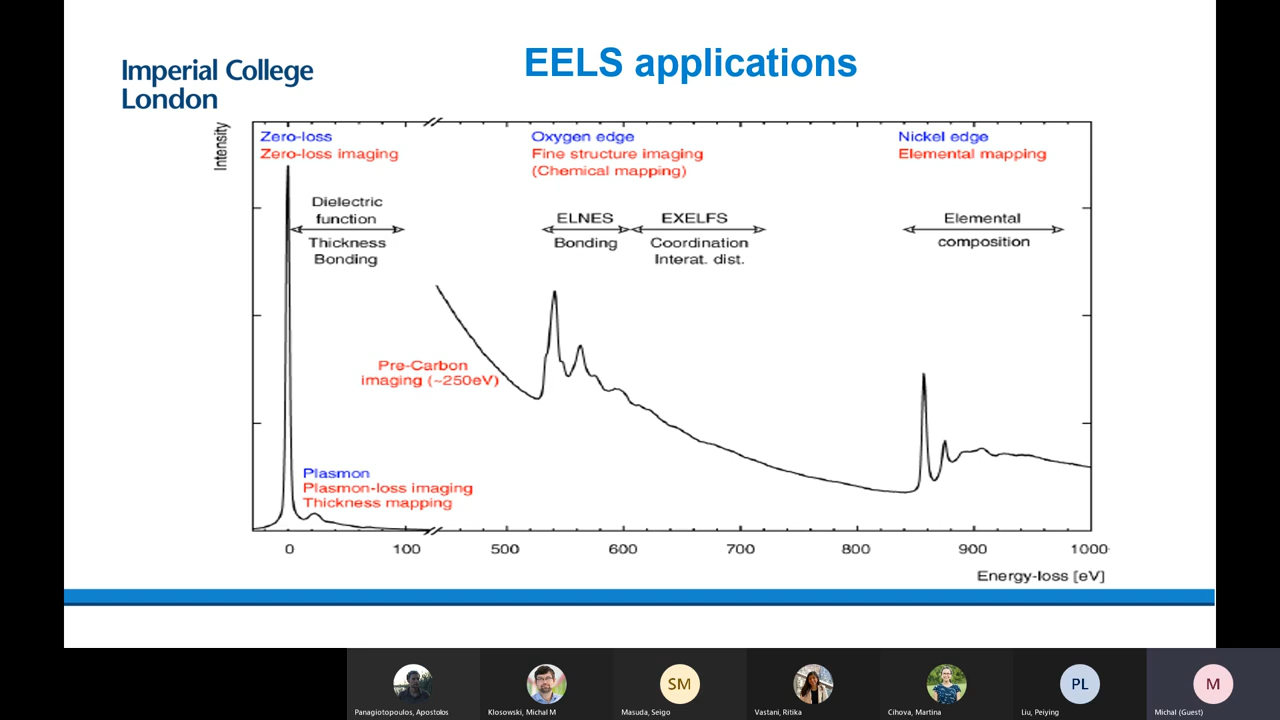 Imperial College
London
EELS applications
Intensity
Zero-loss
Zero-loss imaging
Oxygen edge
Fine structure imaging
(Chemical mapping)
Nickel edge
Elemental mapping
Dielectric
function
Thickness
Bonding
ELNES
Bonding
EXELFS
Coordination
Interat. dist.
Elemental
composition
Pre-Carbon
imaging (~250eV)
Plasmon
Plasmon-loss imaging
Thickness mapping
0 100 500 600 700 800 900 1000
Energy-loss [eV]
SM
PL
M
Panagiotopoulos, Apostolos
Klosowski, Michal M
Masuda, Seigo
Vastani, Ritika
Cihova, Martina
Liu, Peiying
Michal (Guest)